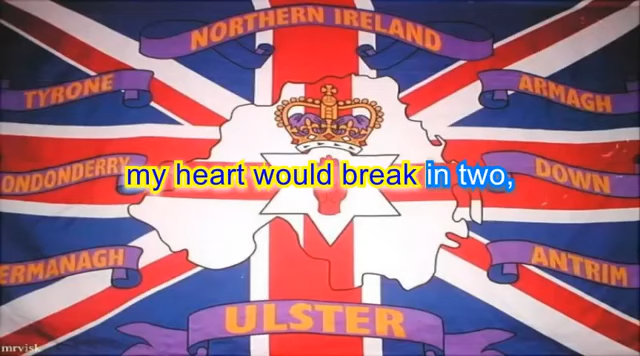 NORTHERN IRELAND
TYRONE
ARMAGH
ONDONDERRY
my heart would break in two,
DOWN
ERMANAGH
ANTRIM
ULSTER
mrvisk